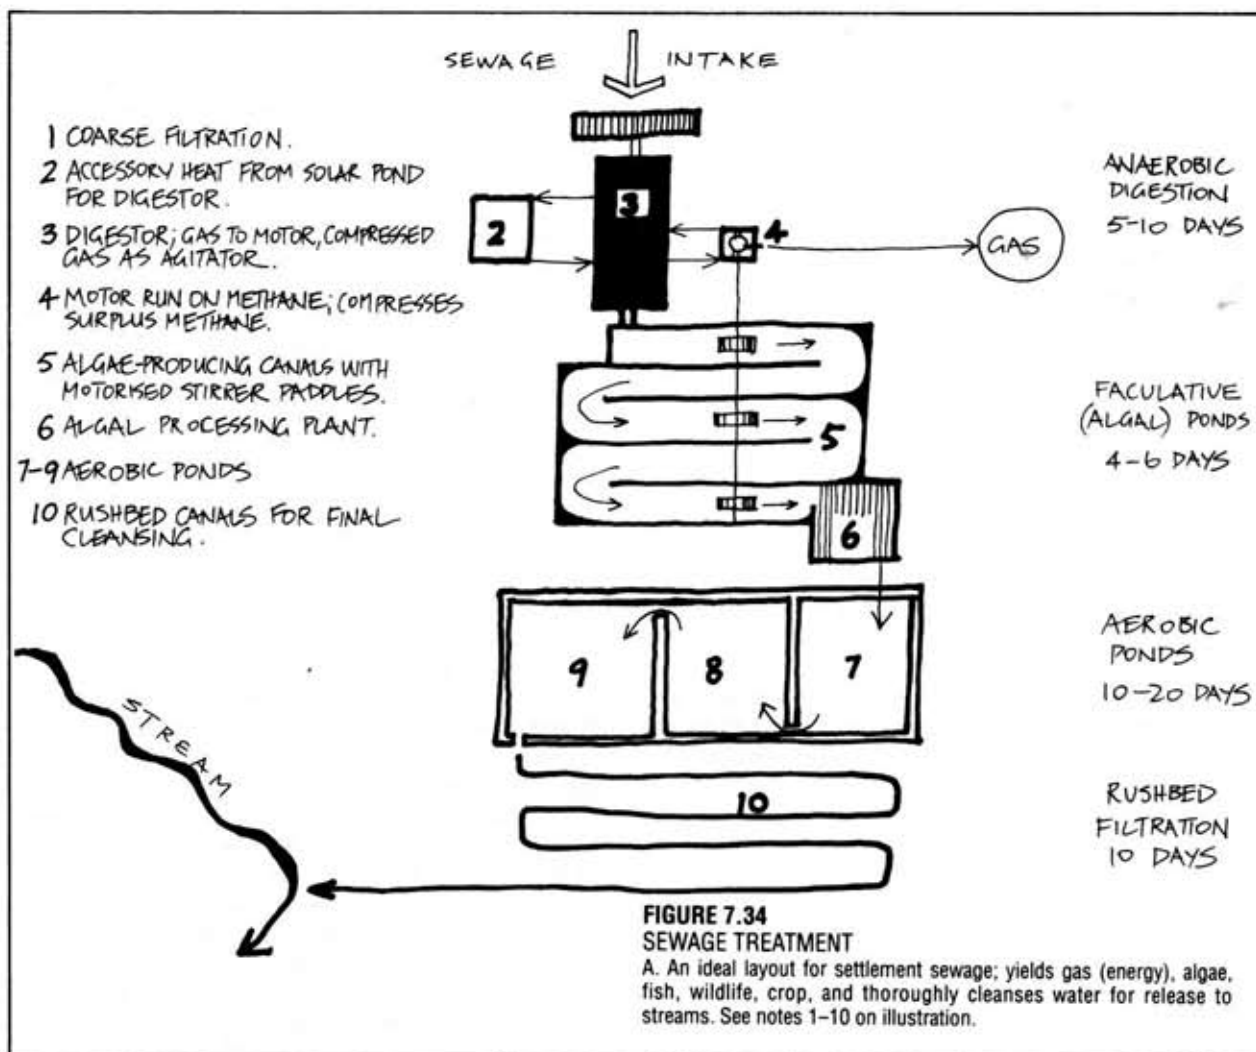 SEWAGE INTAKE
1 COARSE FILTRATION.
2 ACCESSORY HEAT FROM SOLAR POND
FOR DIGESTOR.
3 DIGESTOR; GAS TO MOTOR, COMPRESSED
GAS AS AGITATOR.
4 MOTOR RUN ON METHANE; COMPRESSES
SURPLUS METHANE.
5 ALGAE-PRODUCING CANALS WITH
MOTORISED STIRRER PADDLES.
6 ALGAL PROCESSING PLANT.
7-9 AEROBIC PONDS
10 RUSHBED CANALS FOR FINAL
CLEANSING.
2
3
4
GAS
5
6
9
8
7
10
STREAM
ANAEROBIC
DIGESTION
5-10 DAYS
FACULATIVE
(ALGAL) PONDS
4-6 DAYS
AEROBIC
PONDS
10-20 DAYS
RUSHBED
FILTRATION
10 DAYS
FIGURE 7.34
SEWAGE TREATMENT
A. An ideal layout for settlement sewage; yields gas (energy), algae,
fish, wildlife, crop, and thoroughly cleanses water for release to
streams. See notes 1–10 on illustration.